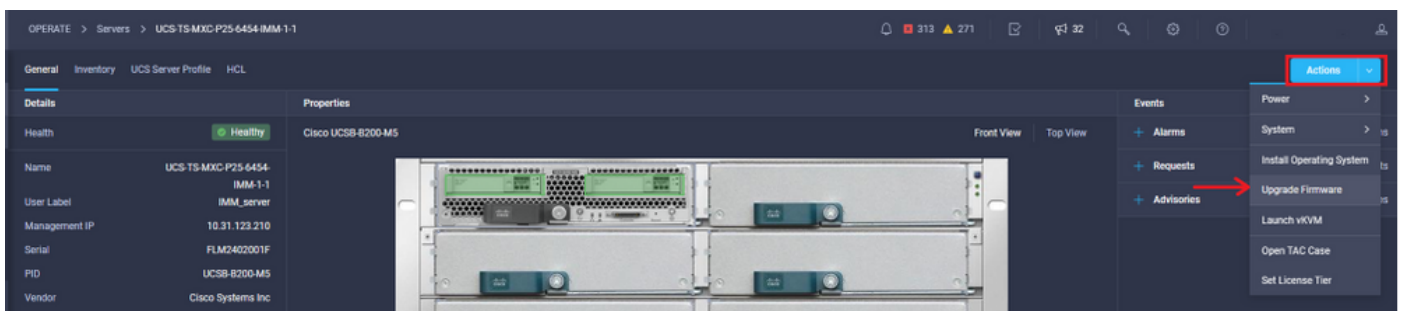 OPERATE > Servers > UCS-TS-MXC-P25-6454-IMM-1-1
313 271 32
General Inventory UCS Server Profile HCL
Actions
Details
Properties
Events
Health
Healthy
Cisco UCSB-B200-M5
Front View Top View
Name
UCS-TS-MXC-P25-6454-
IMM-1-1
User Label
IMM_server
Management IP
10.31.123.210
Serial
FLM2402001F
PID
UCSB-B200-M5
Vendor
Cisco Systems Inc
+ Alarms
+ Requests
+ Advisories
Power >
System >
Install Operating System
Upgrade Firmware
Launch vKVM
Open TAC Case
Set License Tier